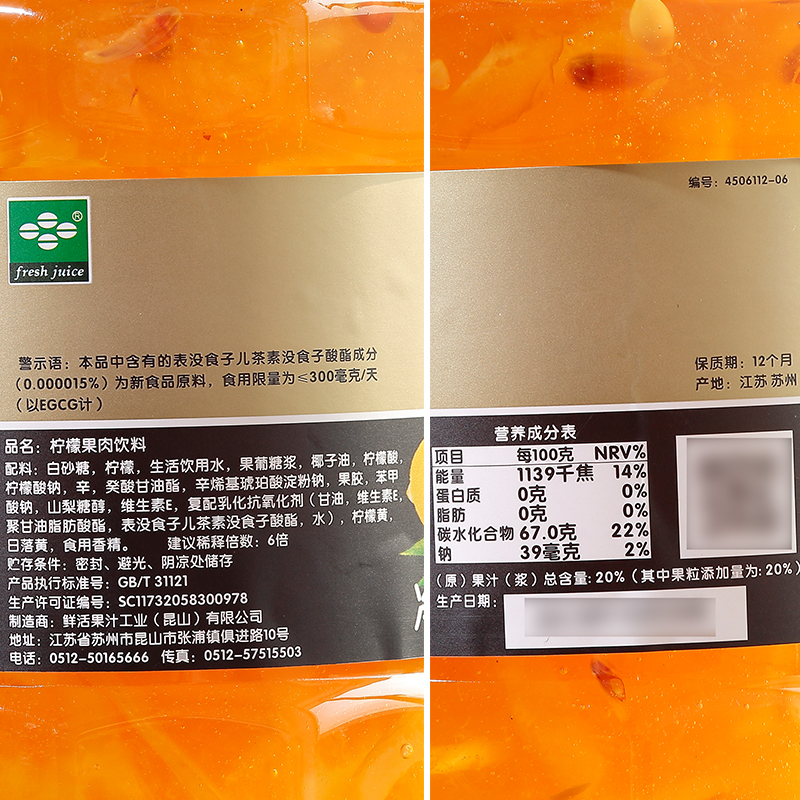 ®
fresh juice
警示语：本品中含有的表没食子儿茶素没食子酸酯成分
（0.000015%）为新食品原料，食用限量为≤300毫克/天
（以EGCG计）
品名：柠檬果肉饮料
配料：白砂糖，柠檬，生活饮用水，果葡糖浆，椰子油，柠檬酸，
柠檬酸钠，辛，癸酸甘油酯，辛烯基琥珀酸淀粉钠，果胶，苯甲
酸钠，山梨糖醇，维生素E，复配乳化抗氧化剂（甘油，维生素E，
聚甘油脂肪酸酯，表没食子儿茶素没食子酸酯，水），柠檬黄，
日落黄，食用香精。 建议稀释倍数：6倍
贮存条件：密封、避光、阴凉处储存
产品执行标准号：GB/T 31121
生产许可证编号：SC11732058300978
制造商：鲜活果汁工业（昆山）有限公司
地址：江苏省苏州市昆山市张浦镇俱进路10号
电话：0512-50165666 传真：0512-57515503
编号：4506112-06
保质期：12个月
产地：江苏 苏州
营养成分表
项目 每100克 NRV%
能量 1139千焦 14%
蛋白质 0克 0%
脂肪 0克 0%
碳水化合物 67.0克 22%
钠 39毫克 2%
（原）果汁（浆）总含量：20%（其中果粒添加量为：20%）
生产日期：